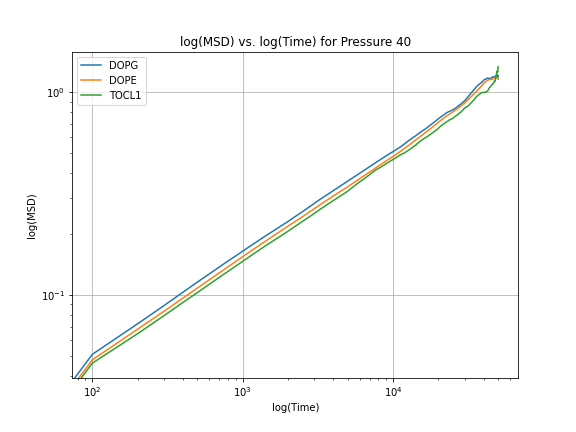 log(MSD) vs. log(Time) for Pressure 40
DOPG
DOPE
TOCL1
10⁰
10⁻¹
log(MSD)
10²
10³
10⁴
log(Time)